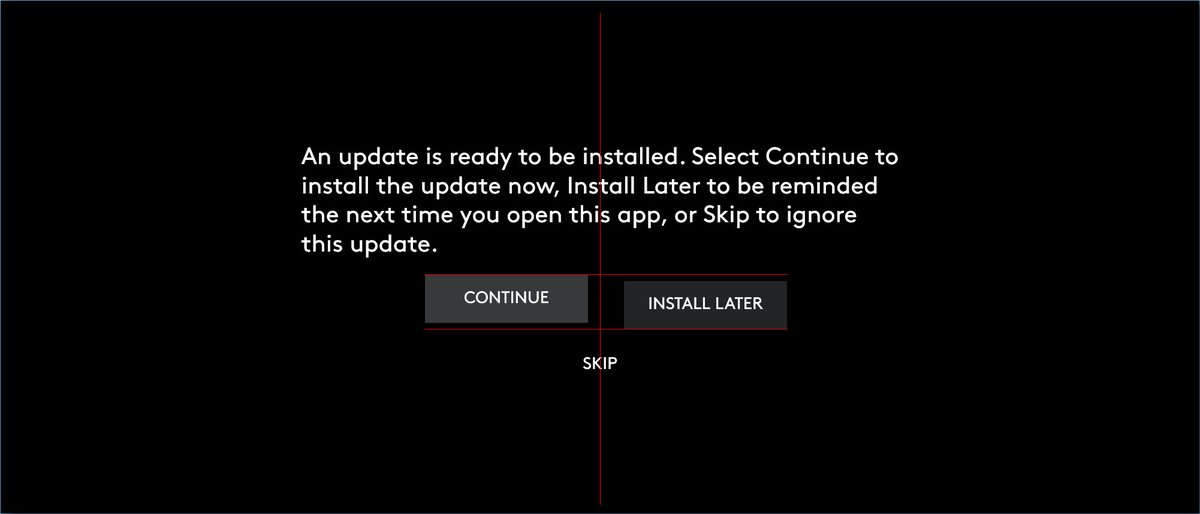 An update is ready to be installed. Select Continue to
install the update now, Install Later to be reminded
the next time you open this app, or Skip to ignore
this update.
CONTINUE
INSTALL LATER
SKIP